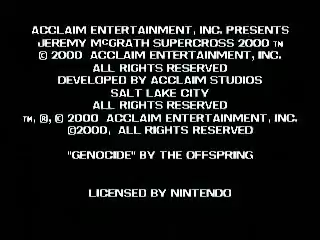 ACCLAIM ENTERTAINMENT, INC. PRESENTS
JEREMY McGRATH SUPERCROSS 2000 ™
© 2000  ACCLAIM ENTERTAINMENT, INC.
ALL RIGHTS RESERVED
DEVELOPED BY ACCLAIM STUDIOS
SALT LAKE CITY
ALL RIGHTS RESERVED
™, ®, © 2000  ACCLAIM ENTERTAINMENT, INC.
©2000,  ALL RIGHTS RESERVED
"GENOCIDE" BY THE OFFSPRING
LICENSED BY NINTENDO